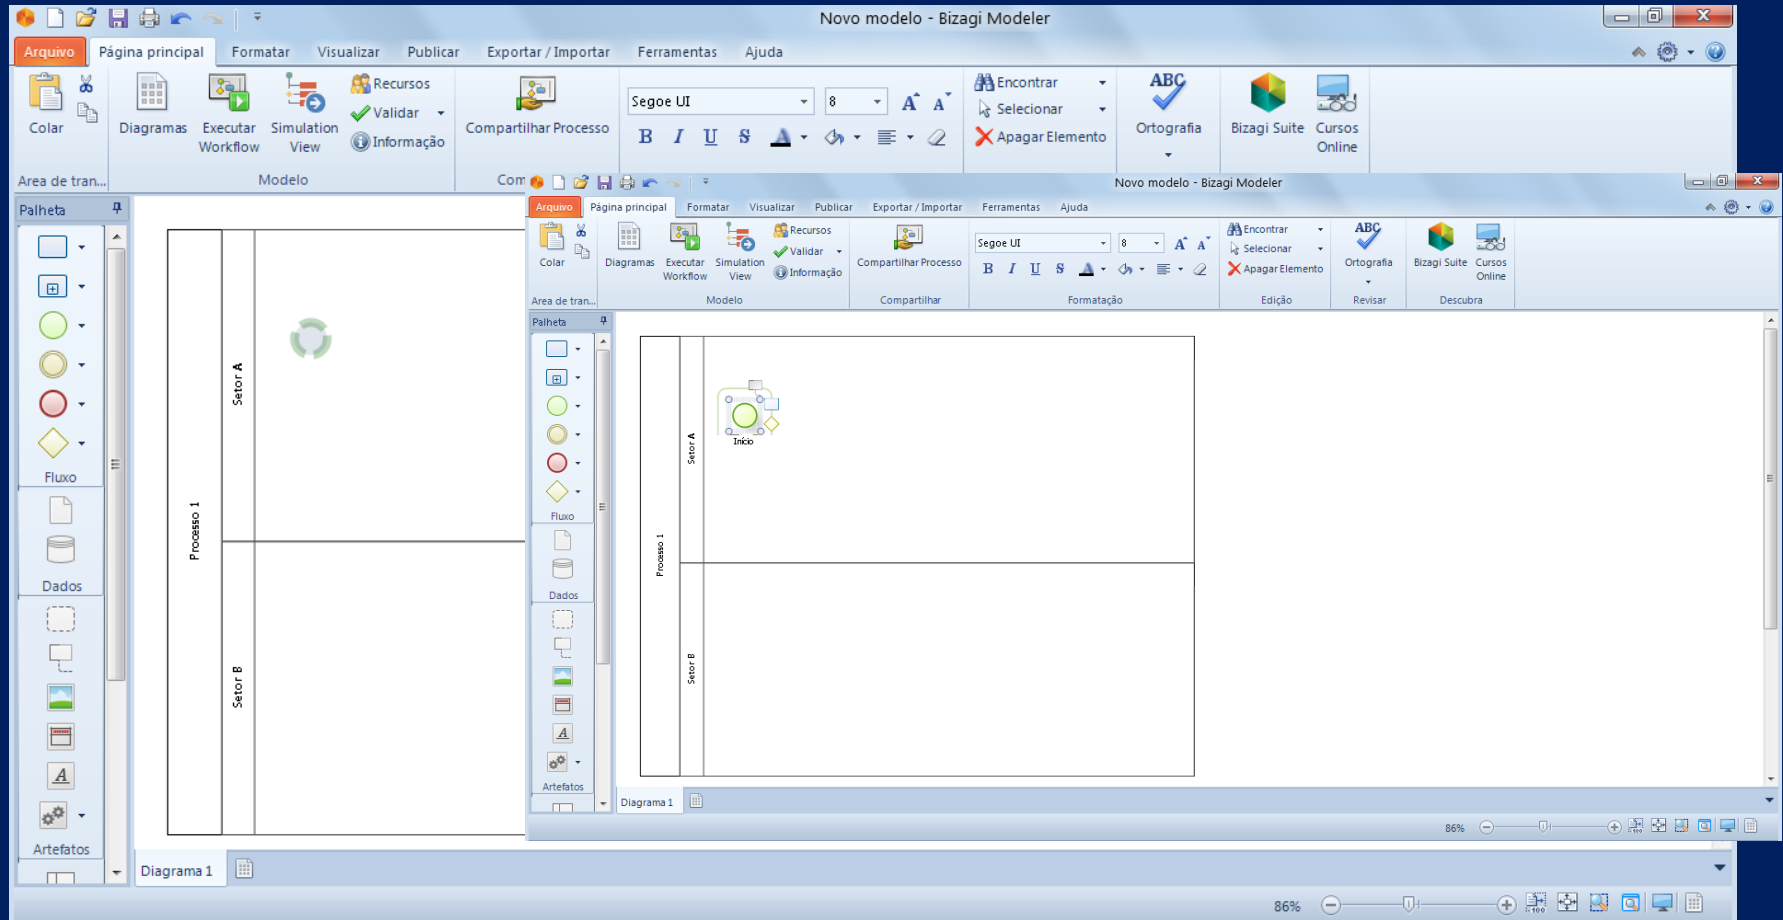 Novo modelo - Bizagi Modeler
Arquivo Página principal Formatar Visualizar Publicar Exportar / Importar Ferramentas Ajuda
Colar
Diagramas
Executar Workflow
Simulation View
Recursos
Validar
Informação
Compartilhar Processo
Segoe UI 8
B I U S A
Encontrar
Selecionar
Apagar Elemento
ABC
Ortografia
Bizagi Suite
Cursos Online
Area de tran...
Modelo
Com
Palheta
Fluxo
Dados
A
Artefatos
Processo 1
Setor A
Setor B
Diagrama 1
86%
Novo modelo - Bizagi Modeler
Arquivo Página principal Formatar Visualizar Publicar Exportar / Importar Ferramentas Ajuda
Colar
Diagramas
Executar Workflow
Simulation View
Recursos
Validar
Informação
Compartilhar Processo
Segoe UI 8
B I U S A
Encontrar
Selecionar
Apagar Elemento
ABC
Ortografia
Bizagi Suite
Cursos Online
Area de tran...
Modelo
Compartilhar
Formatação
Edição
Revisar
Descubra
Palheta
Fluxo
Dados
A
Artefatos
Processo 1
Setor A
Início
Setor B
Diagrama 1
86%